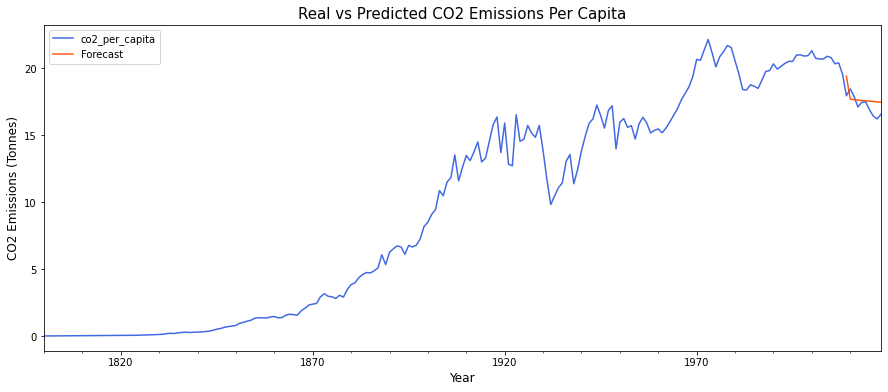 Real vs Predicted CO2 Emissions Per Capita
co2_per_capita
Forecast
CO2 Emissions (Tonnes)
20
15
10
5
0
1820 1870 1920 1970
Year